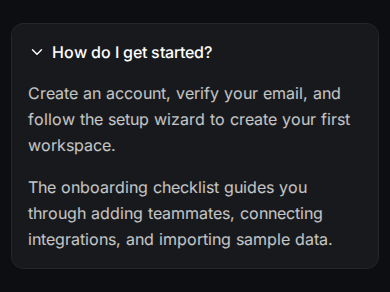 How do I get started?
Create an account, verify your email, and
follow the setup wizard to create your first
workspace.
The onboarding checklist guides you
through adding teammates, connecting
integrations, and importing sample data.